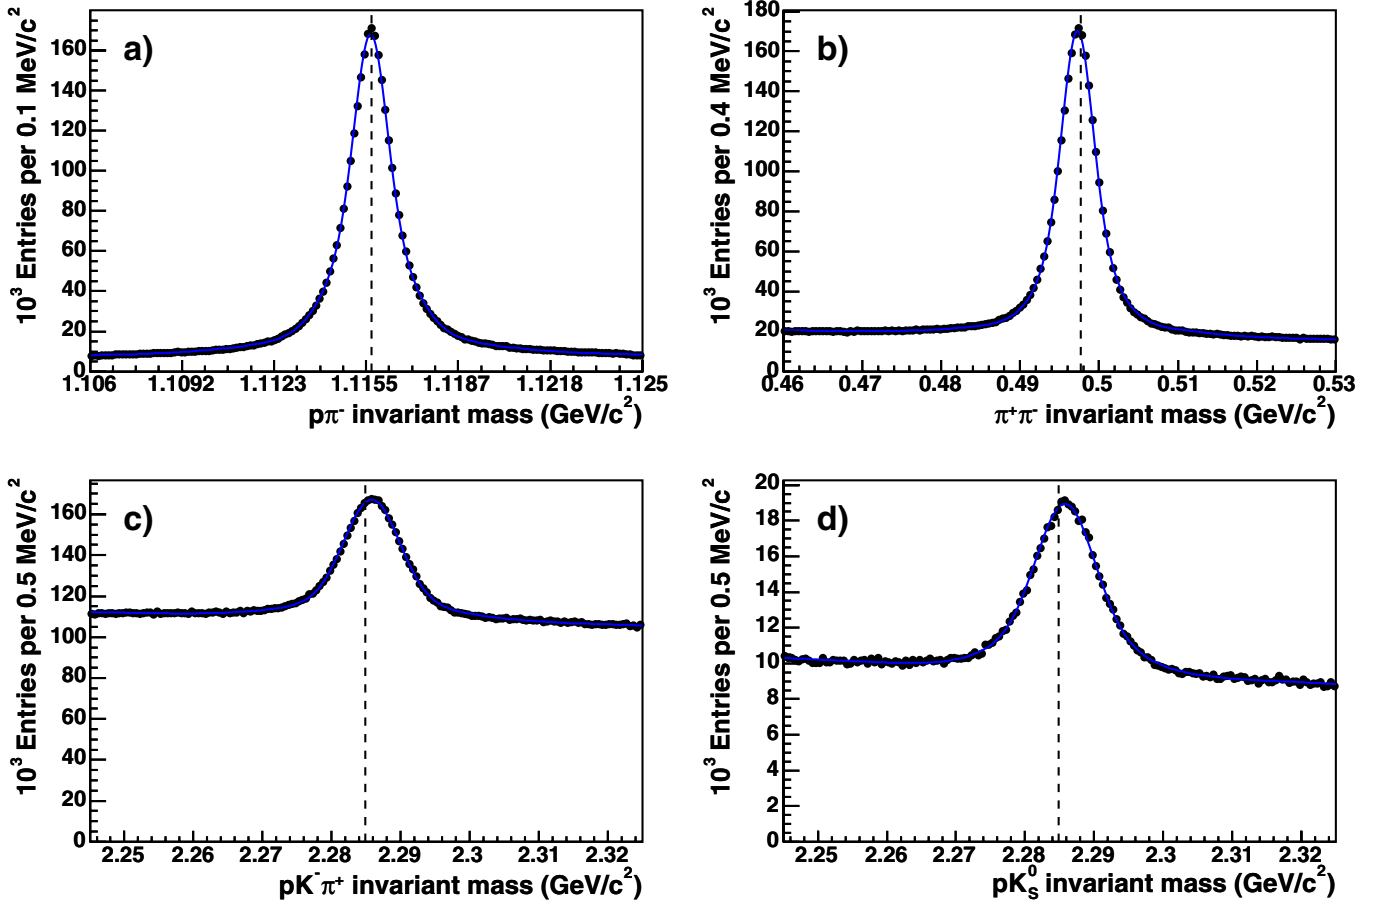 a)
10³ Entries per 0.1 MeV/c²
160
140
120
100
80
60
40
20
0
1.106 1.1092 1.1123 1.1155 1.1187 1.1218 1.125
pπ⁻ invariant mass (GeV/c²)
b)
10³ Entries per 0.4 MeV/c²
180
160
140
120
100
80
60
40
20
0
0.46 0.47 0.48 0.49 0.5 0.51 0.52 0.53
π⁺π⁻ invariant mass (GeV/c²)
c)
10³ Entries per 0.5 MeV/c²
160
140
120
100
80
60
40
20
0
2.25 2.26 2.27 2.28 2.29 2.3 2.31 2.32
pK⁻π⁺ invariant mass (GeV/c²)
d)
10³ Entries per 0.5 MeV/c²
20
18
16
14
12
10
8
6
4
2
0
2.25 2.26 2.27 2.28 2.29 2.3 2.31 2.32
pK⁰S invariant mass (GeV/c²)